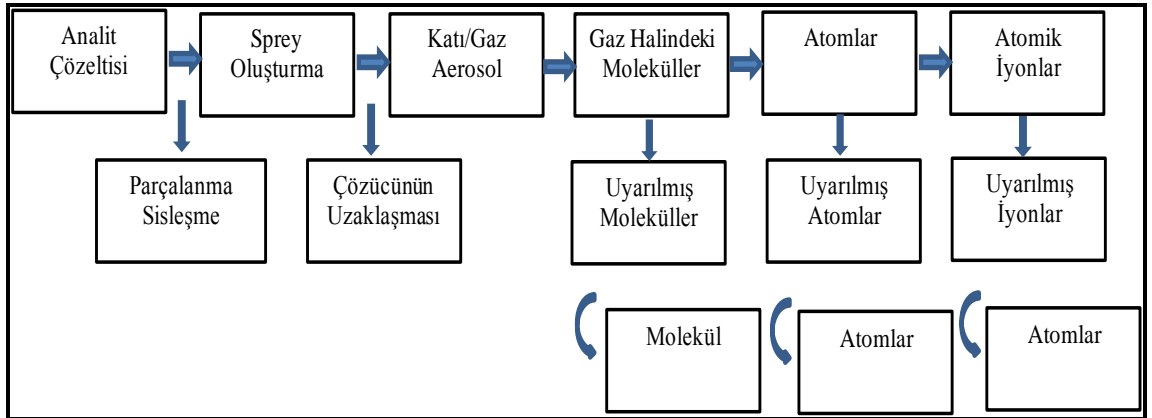 Analit
Çözeltisi
Sprey
Oluşturma
Katı/Gaz
Aerosol
Gaz Halindeki
Moleküller
Atomlar
Atomik
İyonlar
Parçalanma
Sisleşme
Çözücünün
Uzaklaşması
Uyarılmış
Moleküller
Uyarılmış
Atomlar
Uyarılmış
İyonlar
Molekül
Atomlar
Atomlar